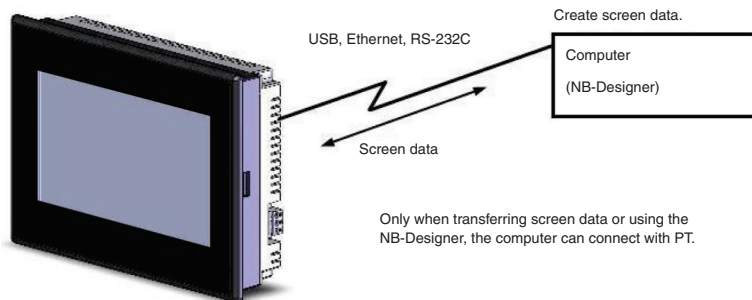 Create screen data.
USB, Ethernet, RS-232C
Computer
(NB-Designer)
Screen data
Only when transferring screen data or using the
NB-Designer, the computer can connect with PT.